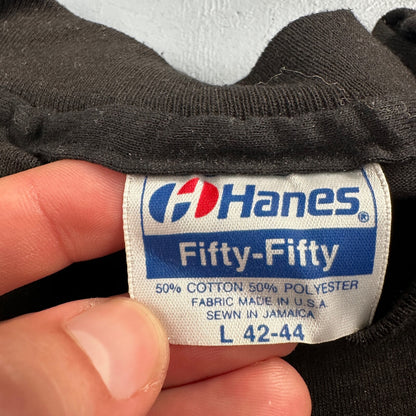 Hanes®
Fifty-Fifty
50% COTTON 50% POLYESTER
FABRIC MADE IN U.S.A
SEWN IN JAMAICA
L 42-44